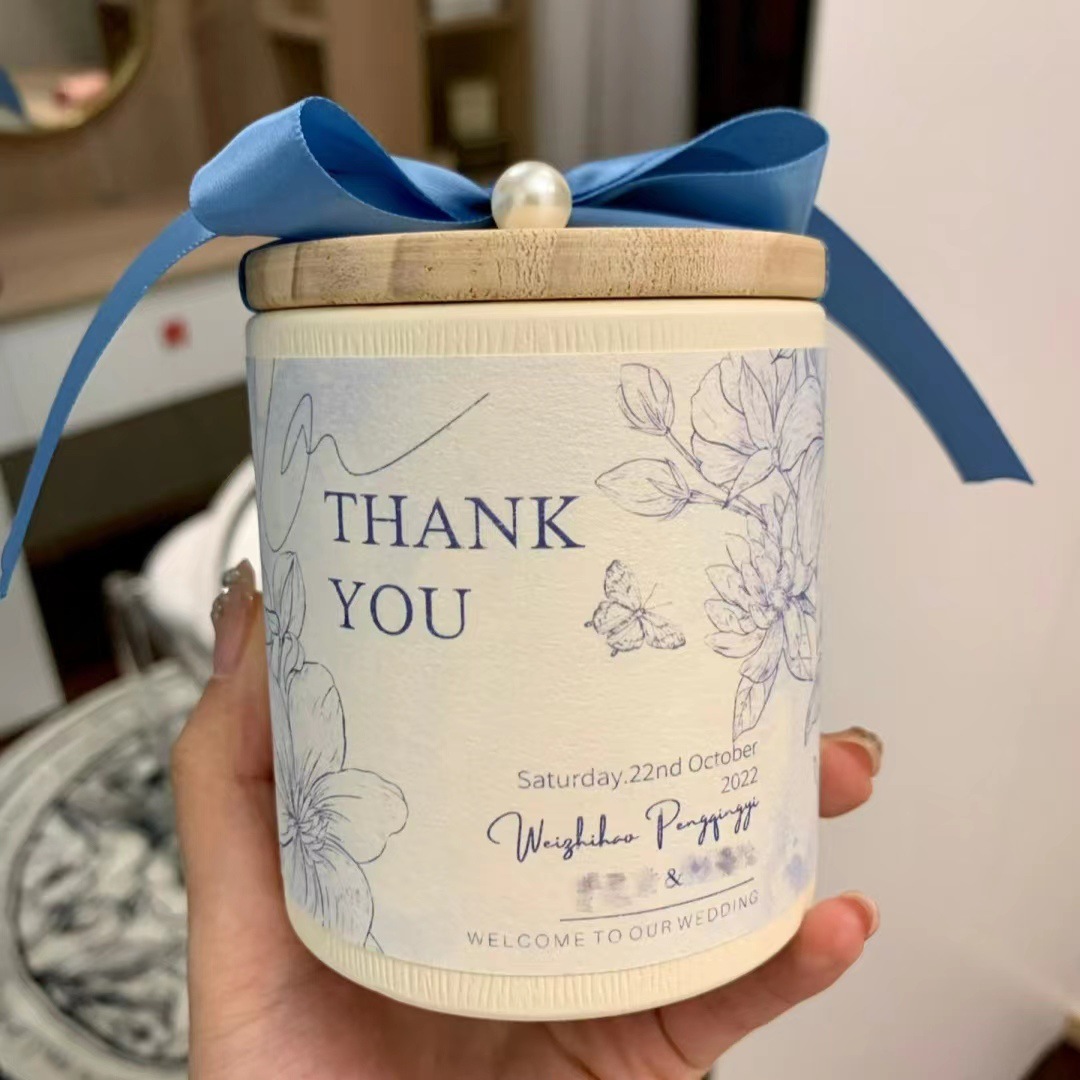 THANK
YOU
Saturday.22nd October
2022
Weizhihao Pengqingyi
&
WELCOME TO OUR WEDDING